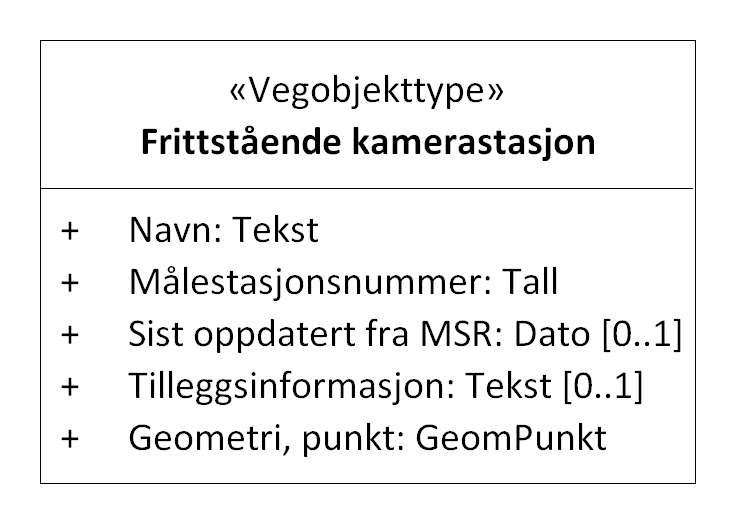 «Vegobjekttype»
Frittstående kamerastasjon
+ Navn: Tekst
+ Målestasjonsnummer: Tall
+ Sist oppdatert fra MSR: Dato [0..1]
+ Tilleggsinformasjon: Tekst [0..1]
+ Geometri, punkt: GeomPunkt